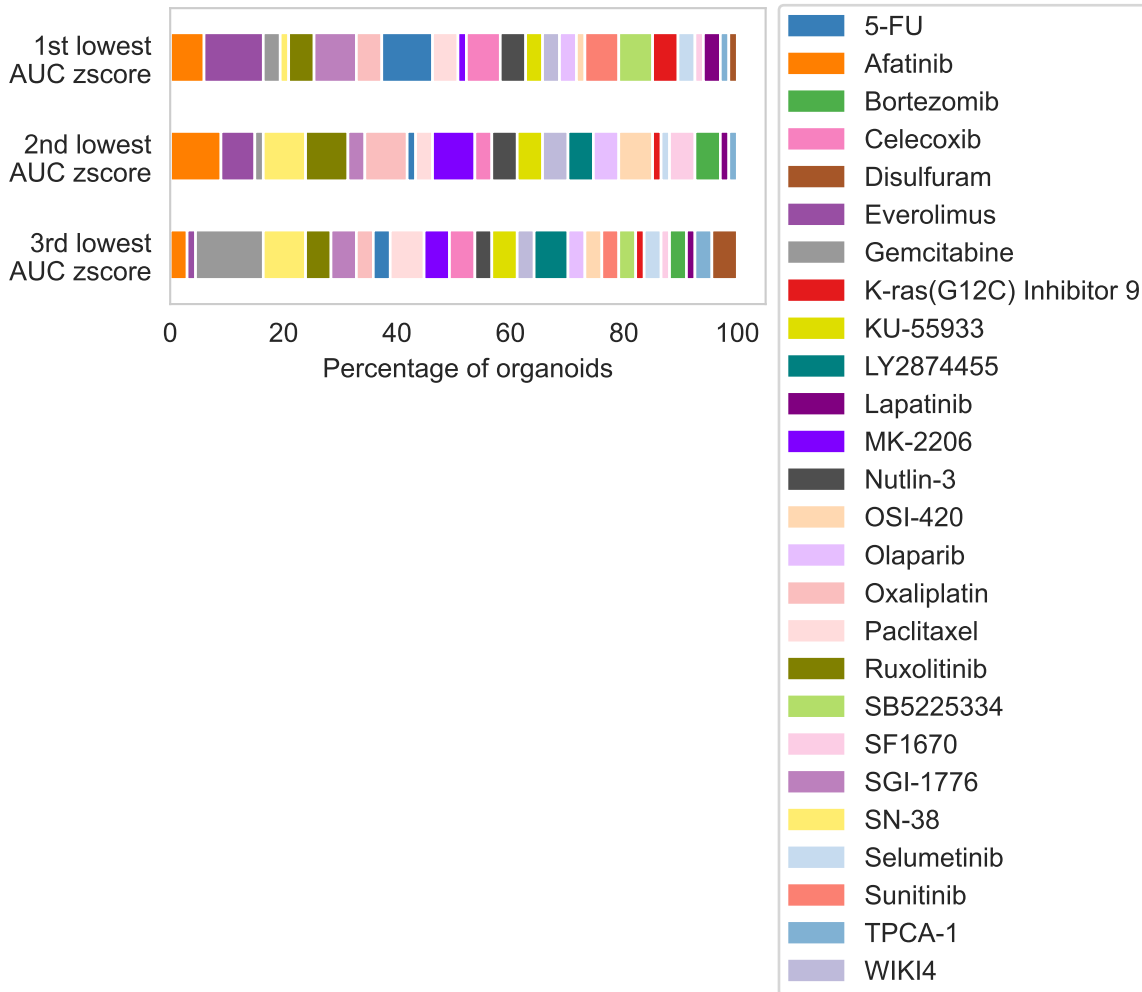 1st lowest
AUC zscore
2nd lowest
AUC zscore
3rd lowest
AUC zscore
0 20 40 60 80 100
Percentage of organoids
5-FU
Afatinib
Bortezomib
Celecoxib
Disulfuram
Everolimus
Gemcitabine
K-ras(G12C) Inhibitor 9
KU-55933
LY2874455
Lapatinib
MK-2206
Nutlin-3
OSI-420
Olaparib
Oxaliplatin
Paclitaxel
Ruxolitinib
SB5225334
SF1670
SGI-1776
SN-38
Selumetinib
Sunitinib
TPCA-1
WIKI4